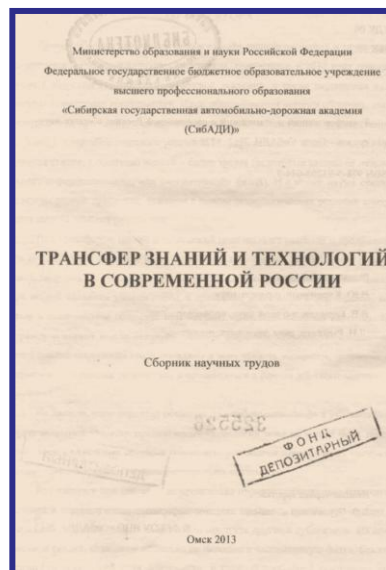 Министерство образования и науки Российской Федерации
Федеральное государственное бюджетное образовательное учреждение
высшего профессионального образования
«Сибирская государственная автомобильно-дорожная академия
(СибАДИ)»
ТРАНСФЕР ЗНАНИЙ И ТЕХНОЛОГИЙ
В СОВРЕМЕННОЙ РОССИИ
Сборник научных трудов
325526
ФОНД
ДЕПОЗИТАРНЫЙ
Омск 2013